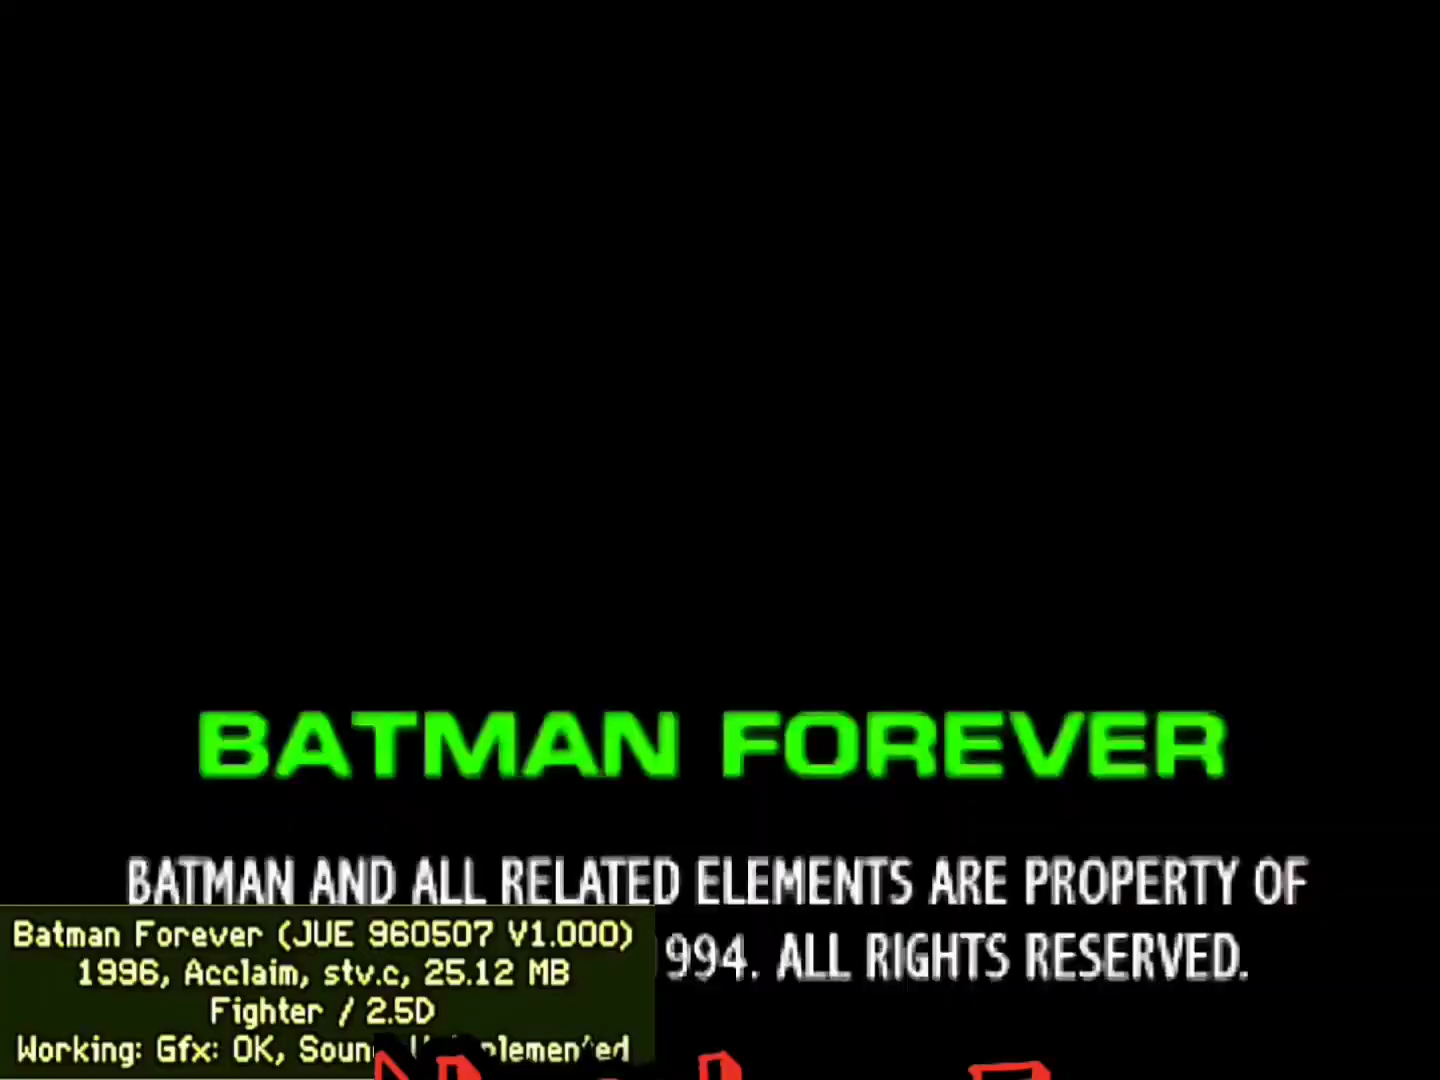 BATMAN FOREVER
BATMAN AND ALL RELATED ELEMENTS ARE PROPERTY OF
994. ALL RIGHTS RESERVED.
Batman Forever (JUE 960507 V1.000)
1996, Acclaim, stv.c, 25.12 MB
Fighter / 2.5D
Working: Gfx: OK,